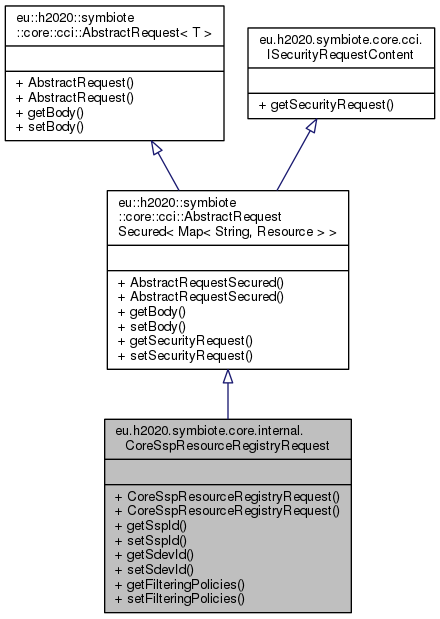 eu::h2020::symbiote
::core::cci::AbstractRequest< T >
+ AbstractRequest()
+ AbstractRequest()
+ getBody()
+ setBody()
eu.h2020.symbiote.core.cci.
ISecurityRequestContent
+ getSecurityRequest()
eu::h2020::symbiote
::core::cci::AbstractRequest
Secured< Map< String, Resource > >
+ AbstractRequestSecured()
+ AbstractRequestSecured()
+ getBody()
+ setBody()
+ getSecurityRequest()
+ setSecurityRequest()
eu.h2020.symbiote.core.internal.
CoreSspResourceRegistryRequest
+ CoreSspResourceRegistryRequest()
+ CoreSspResourceRegistryRequest()
+ getSspId()
+ setSspId()
+ getSdevId()
+ setSdevId()
+ getFilteringPolicies()
+ setFilteringPolicies()